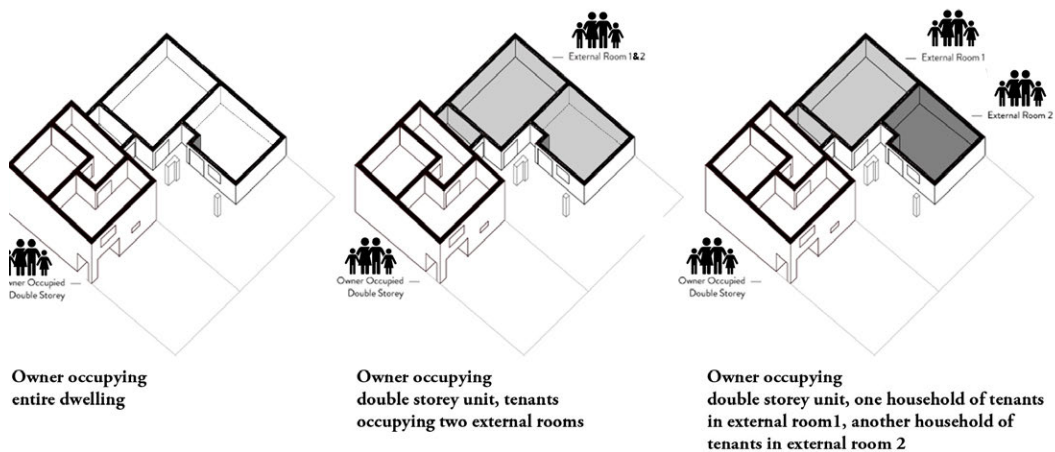 External Room 1&2
External Room 1
External Room 2
wner Occupied
Double Storey
Owner Occupied
Double Storey
Owner Occupied
Double Storey
Owner occupying
entire dwelling
Owner occupying
double storey unit, tenants
occupying two external rooms
Owner occupying
double storey unit, one household of tenants
in external room1, another household of
tenants in external room 2